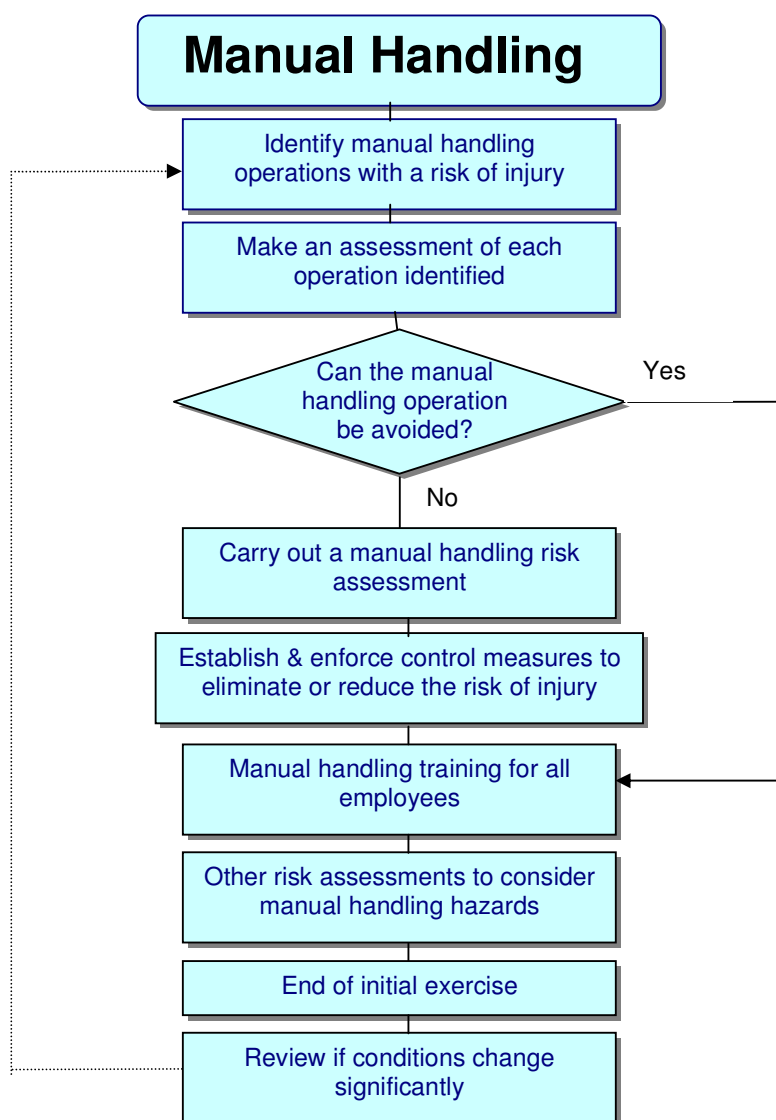 Manual Handling
Identify manual handling
operations with a risk of injury
Make an assessment of each
operation identified
Can the manual
handling operation
be avoided?
Yes
No
Carry out a manual handling risk
assessment
Establish & enforce control measures to
eliminate or reduce the risk of injury
Manual handling training for all
employees
Other risk assessments to consider
manual handling hazards
End of initial exercise
Review if conditions change
significantly